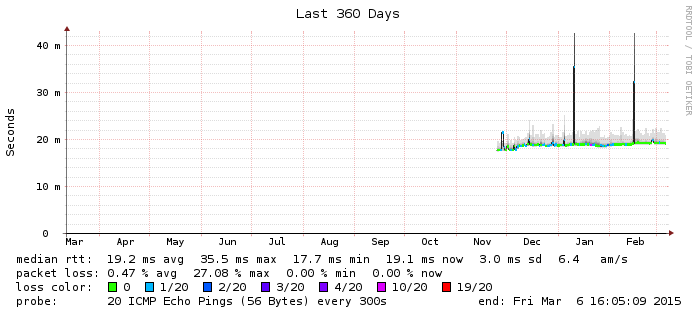 Last 360 Days
RRDTOOL / TOBI OETIKER
Seconds
40 m
30 m
20 m
10 m
0
Mar Apr May Jun Jul Aug Sep Oct Nov Dec Jan Feb
median rtt: 19.2 ms avg 35.5 ms max 17.7 ms min 19.1 ms now 3.0 ms sd 6.4 am/s
packet loss: 0.47 % avg 27.08 % max 0.00 % min 0.00 % now
loss color: 0 1/20 2/20 3/20 4/20 10/20 19/20
probe: 20 ICMP Echo Pings (56 Bytes) every 300s end: Fri Mar 6 16:05:09 2015